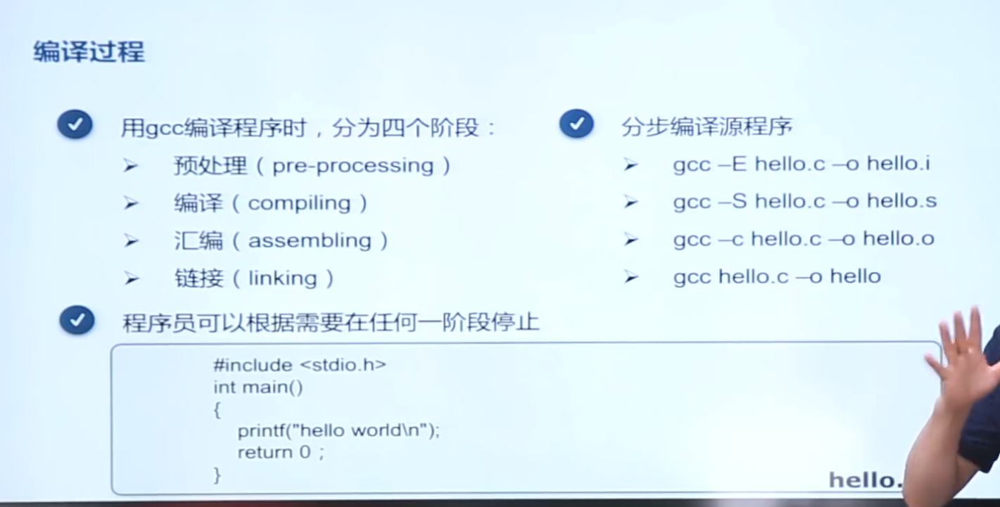 编译过程
用gcc编译程序时，分为四个阶段：
预处理（pre-processing）
编译（compiling）
汇编（assembling）
链接（linking）
分步编译源程序
gcc –E hello.c –o hello.i
gcc –S hello.c –o hello.s
gcc –c hello.c –o hello.o
gcc hello.c –o hello
程序员可以根据需要在任何一阶段停止
#include <stdio.h>
int main()
{
printf("hello world\n");
return 0 ;
}
hello.